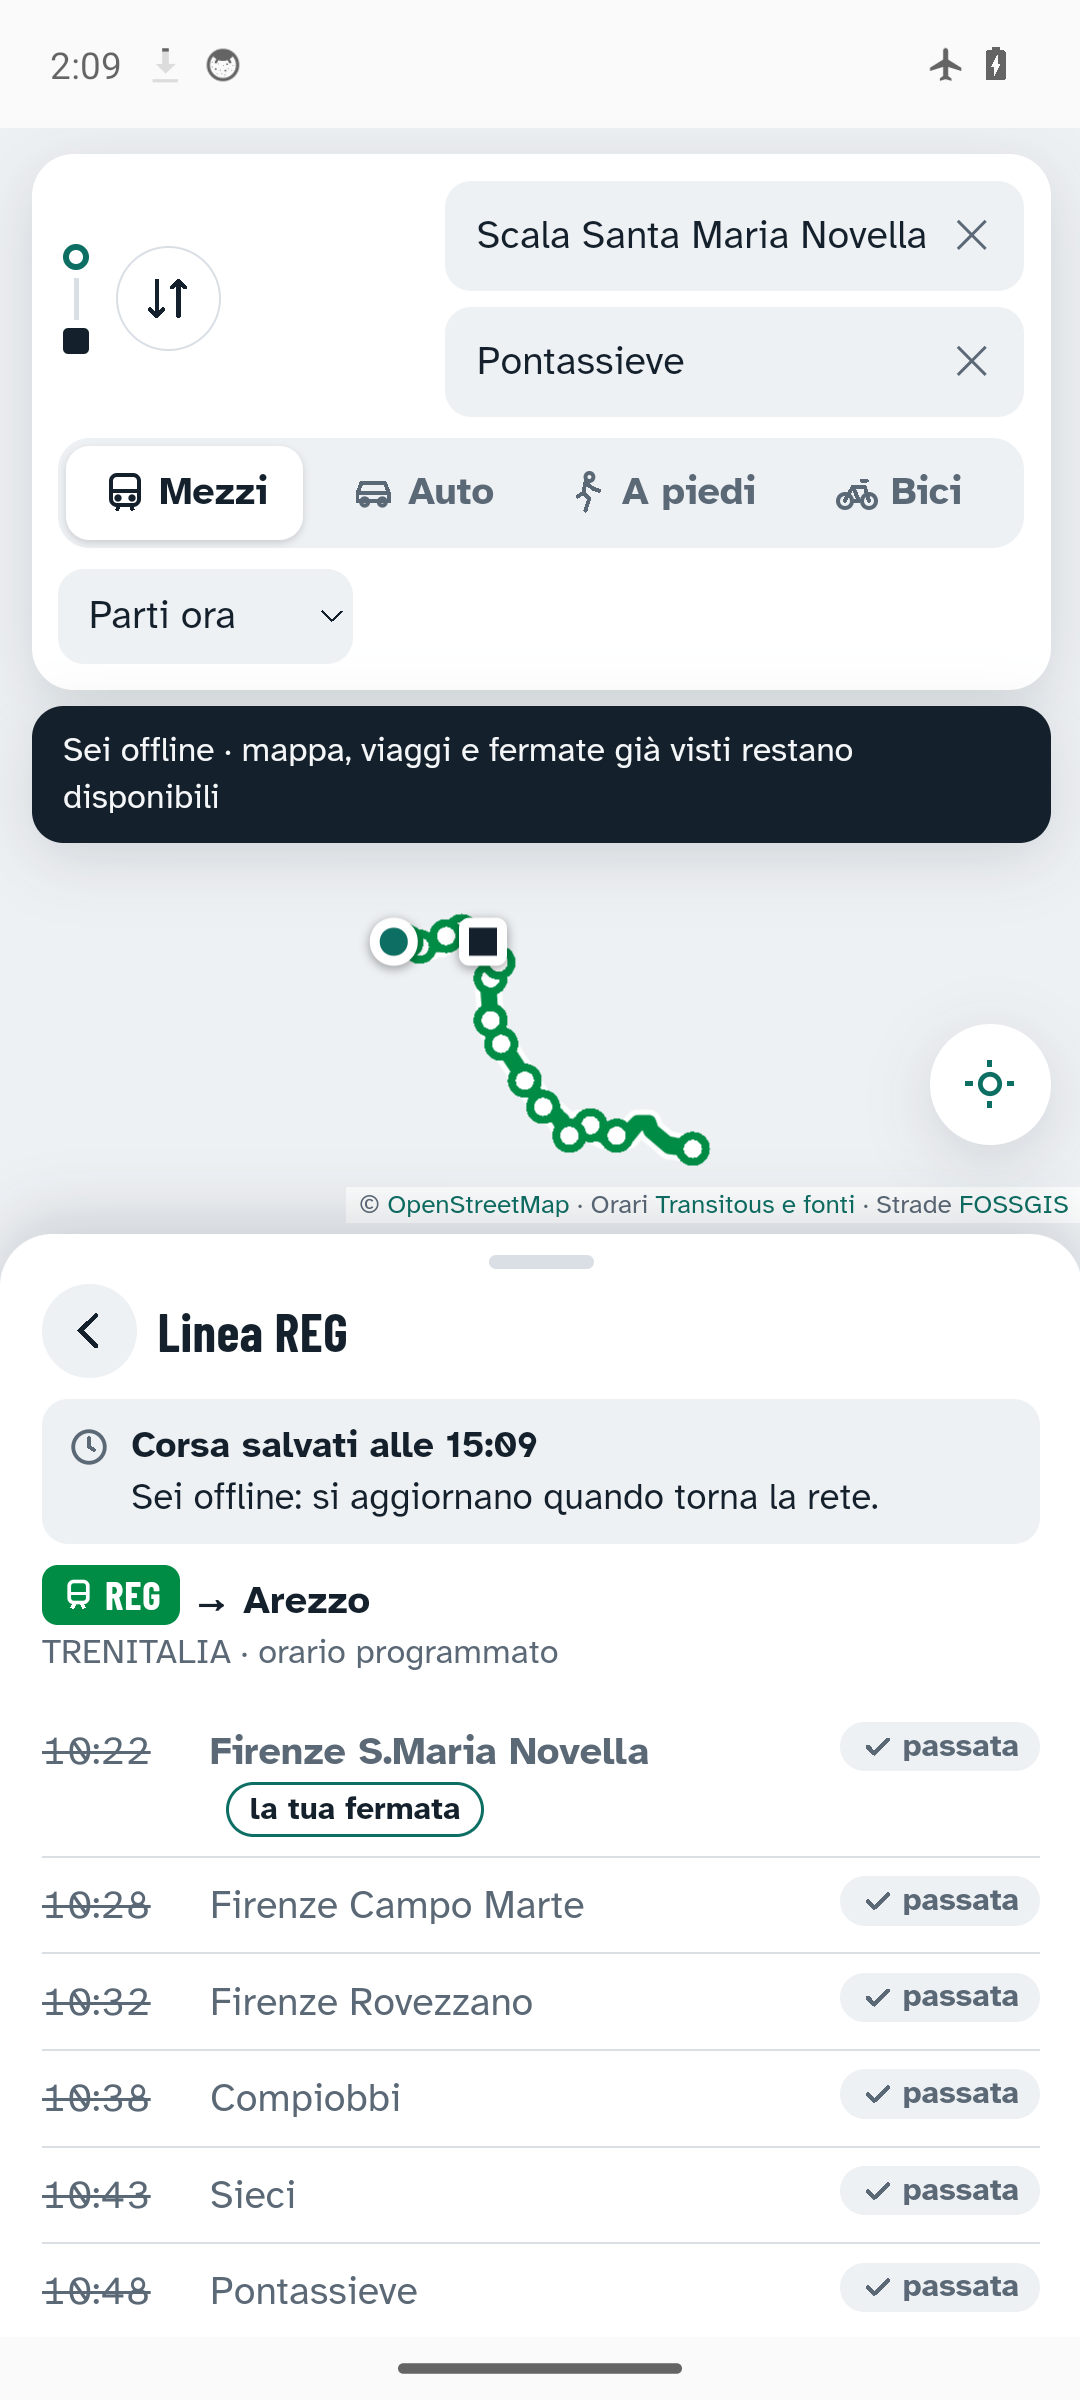 2:09
Scala Santa Maria Novella
Pontassieve
Mezzi
Auto
A piedi
Bici
Parti ora
Sei offline · mappa, viaggi e fermate già visti restano
disponibili
© OpenStreetMap · Orari Transitous e fonti · Strade FOSSGIS
Linea REG
Corsa salvati alle 15:09
Sei offline: si aggiornano quando torna la rete.
REG → Arezzo
TRENITALIA · orario programmato
10:22 Firenze S.Maria Novella passata
la tua fermata
10:28 Firenze Campo Marte passata
10:32 Firenze Rovezzano passata
10:38 Compiobbi passata
10:43 Sieci passata
10:48 Pontassieve passata